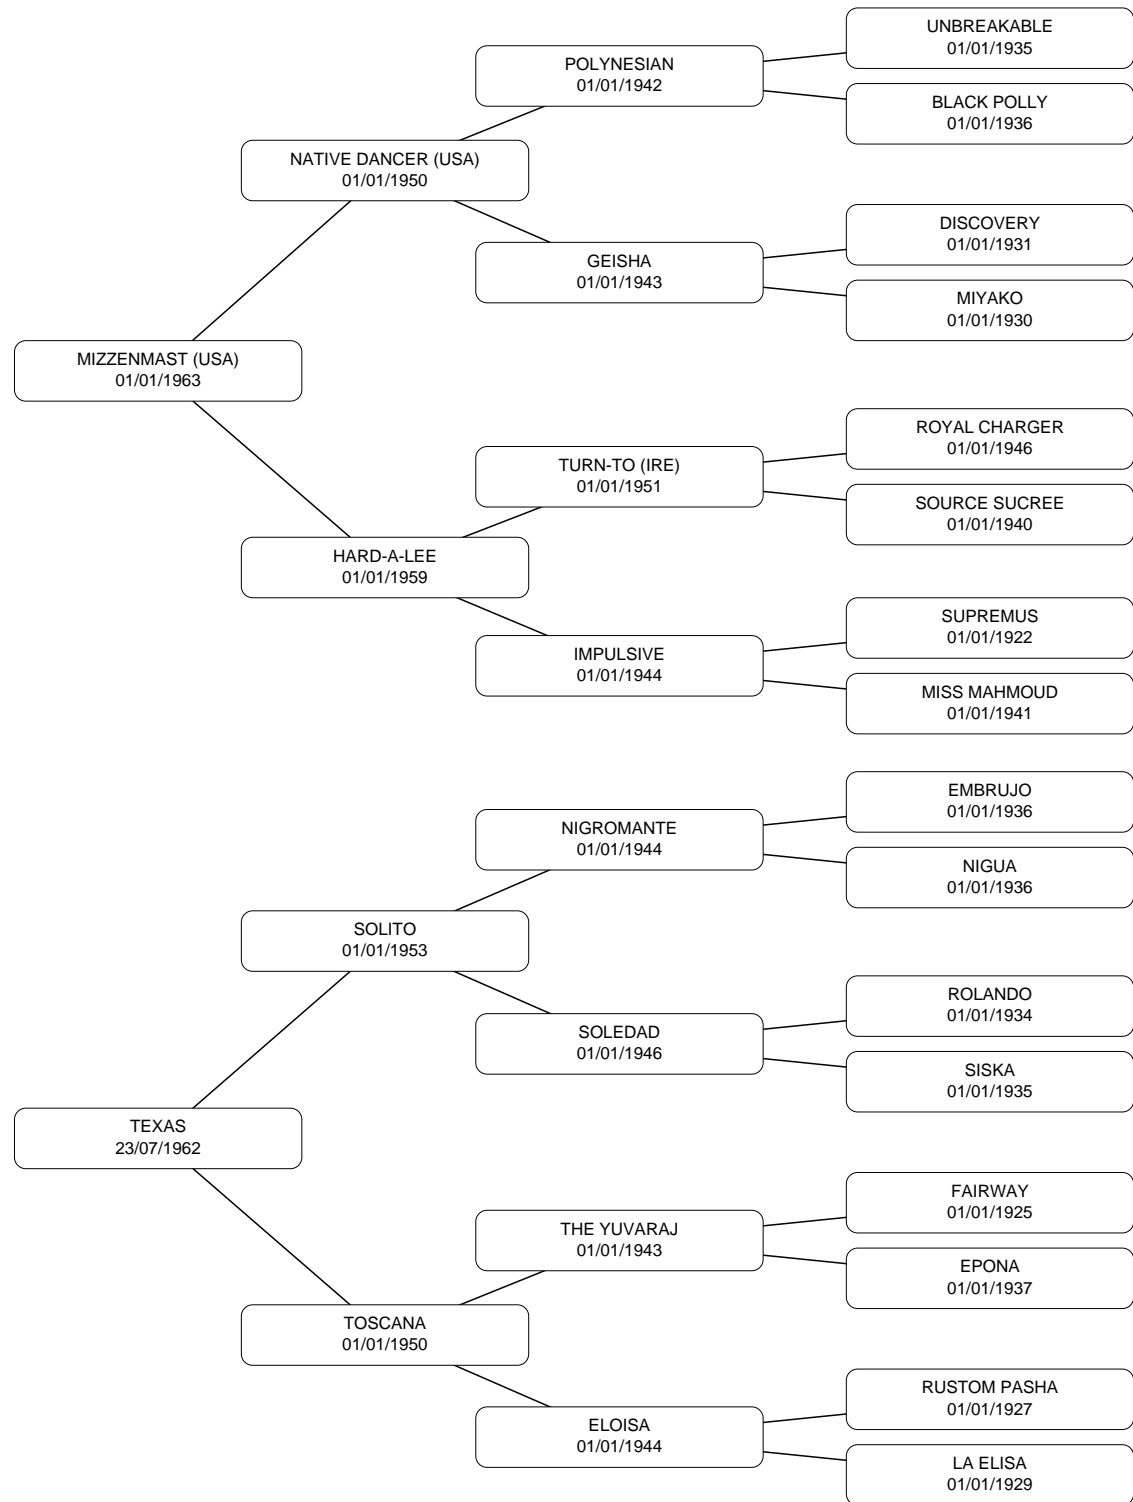 UNBREAKABLE
01/01/1935
POLYNESIAN
01/01/1942
BLACK POLLY
01/01/1936
NATIVE DANCER (USA)
01/01/1950
DISCOVERY
01/01/1931
GEISHA
01/01/1943
MIYAKO
01/01/1930
MIZZENMAST (USA)
01/01/1963
ROYAL CHARGER
01/01/1946
TURN-TO (IRE)
01/01/1951
SOURCE SUCREE
01/01/1940
HARD-A-LEE
01/01/1959
SUPREMUS
01/01/1922
IMPULSIVE
01/01/1944
MISS MAHMOUD
01/01/1941
EMBRUJO
01/01/1936
NIGROMANTE
01/01/1944
NIGUA
01/01/1936
SOLITO
01/01/1953
ROLANDO
01/01/1934
SOLEDAD
01/01/1946
SISKA
01/01/1935
TEXAS
23/07/1962
FAIRWAY
01/01/1925
THE YUVARAJ
01/01/1943
EPONA
01/01/1937
TOSCANA
01/01/1950
RUSTOM PASHA
01/01/1927
ELOISA
01/01/1944
LA ELISA
01/01/1929